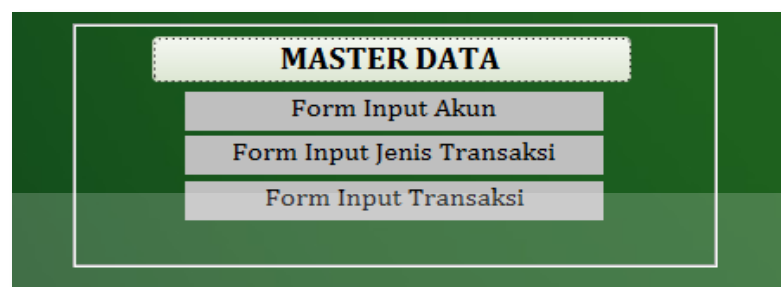 MASTER DATA
Form Input Akun
Form Input Jenis Transaksi
Form Input Transaksi